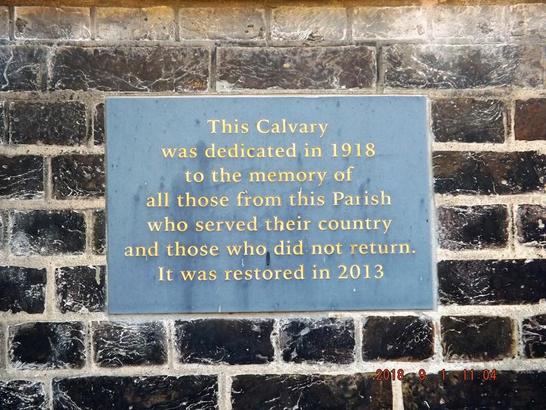 This Calvary
was dedicated in 1918
to the memory of
all those from this Parish
who served their country
and those who did not return.
It was restored in 2013
2018 9 1 11:04